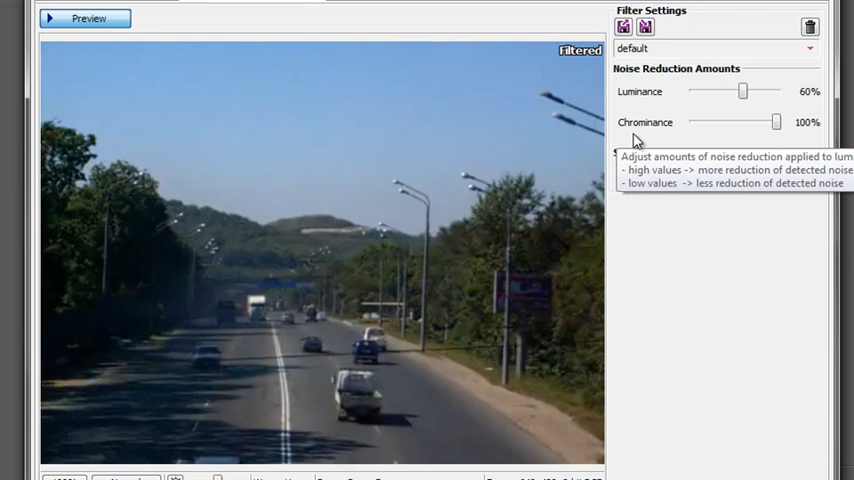 Preview
Filtered
Filter Settings
default
Noise Reduction Amounts
Luminance 60%
Chrominance 100%
Adjust amounts of noise reduction applied to lum
- high values -> more reduction of detected noise
- low values -> less reduction of detected noise